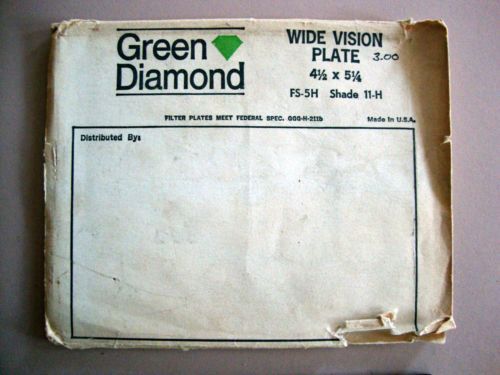 Green
Diamond
WIDE VISION
PLATE 3.00
4½ x 5¼
FS-5H Shade 11-H
FILTER PLATES MEET FEDERAL SPEC. GGG-H-211b
Made In U.S.A.
Distributed By: